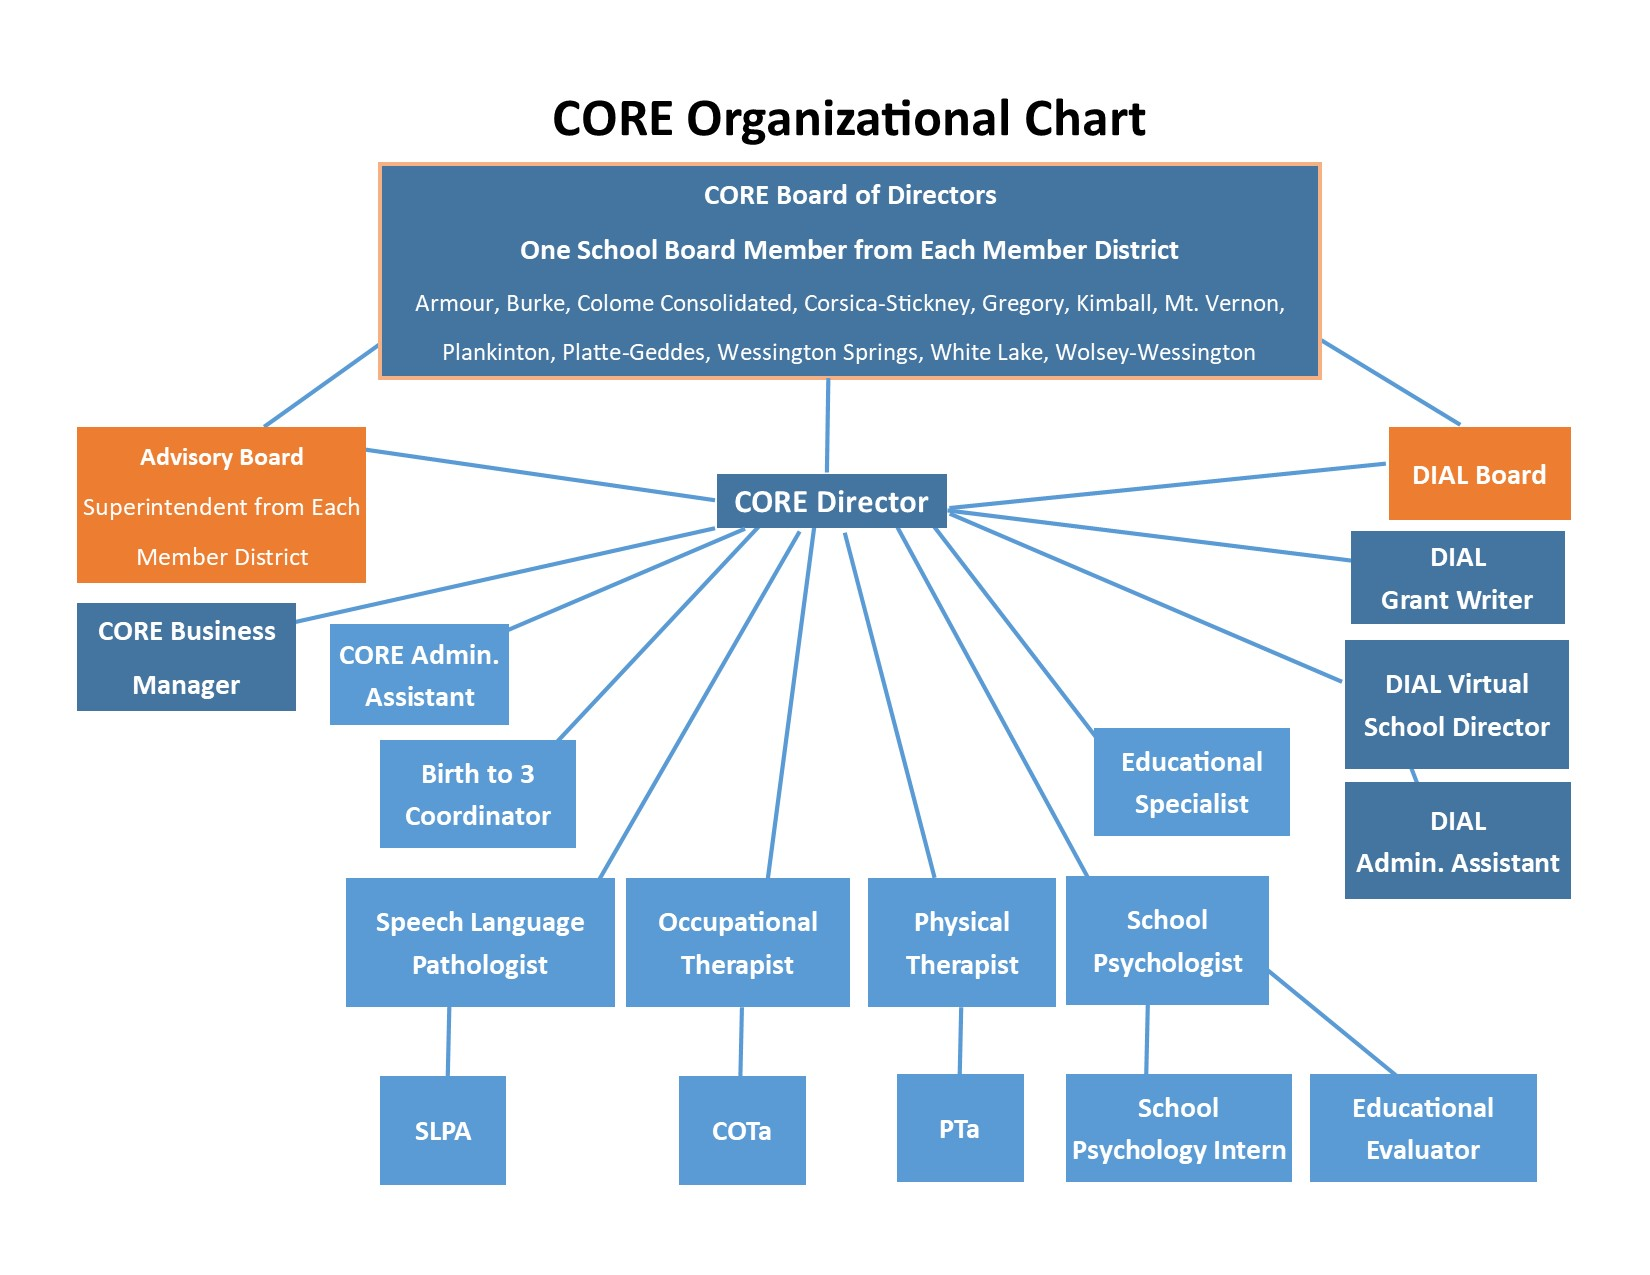 CORE Organizational Chart
CORE Board of Directors
One School Board Member from Each Member District
Armour, Burke, Colome Consolidated, Corsica-Stickney, Gregory, Kimball, Mt. Vernon,
Plankinton, Platte-Geddes, Wessington Springs, White Lake, Wolsey-Wessington
Advisory Board
Superintendent from Each
Member District
CORE Director
DIAL Board
DIAL
Grant Writer
CORE Business
Manager
CORE Admin.
Assistant
DIAL Virtual
School Director
Birth to 3
Coordinator
Educational
Specialist
DIAL
Admin. Assistant
Speech Language
Pathologist
Occupational
Therapist
Physical
Therapist
School
Psychologist
SLPA
COTa
PTa
School
Psychology Intern
Educational
Evaluator